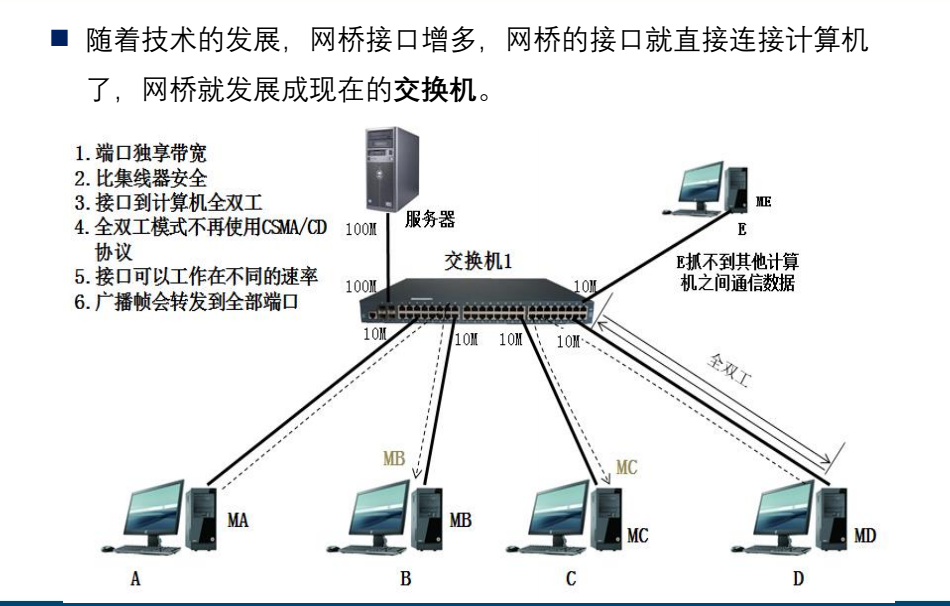 随着技术的发展，网桥接口增多，网桥的接口就直接连接计算机
了，网桥就发展成现在的交换机。
1.端口独享带宽
2.比集线器安全
3.接口到计算机全双工
4.全双工模式不再使用CSMA/CD
协议
5.接口可以工作在不同的速率
6.广播帧会转发到全部端口
100M
服务器
ME
E
交换机1
E抓不到其他计算
机之间通信数据
100M
10M
10M
10M
10M
10M
全双工
MB
MC
MA
MB
MC
MD
A
B
C
D